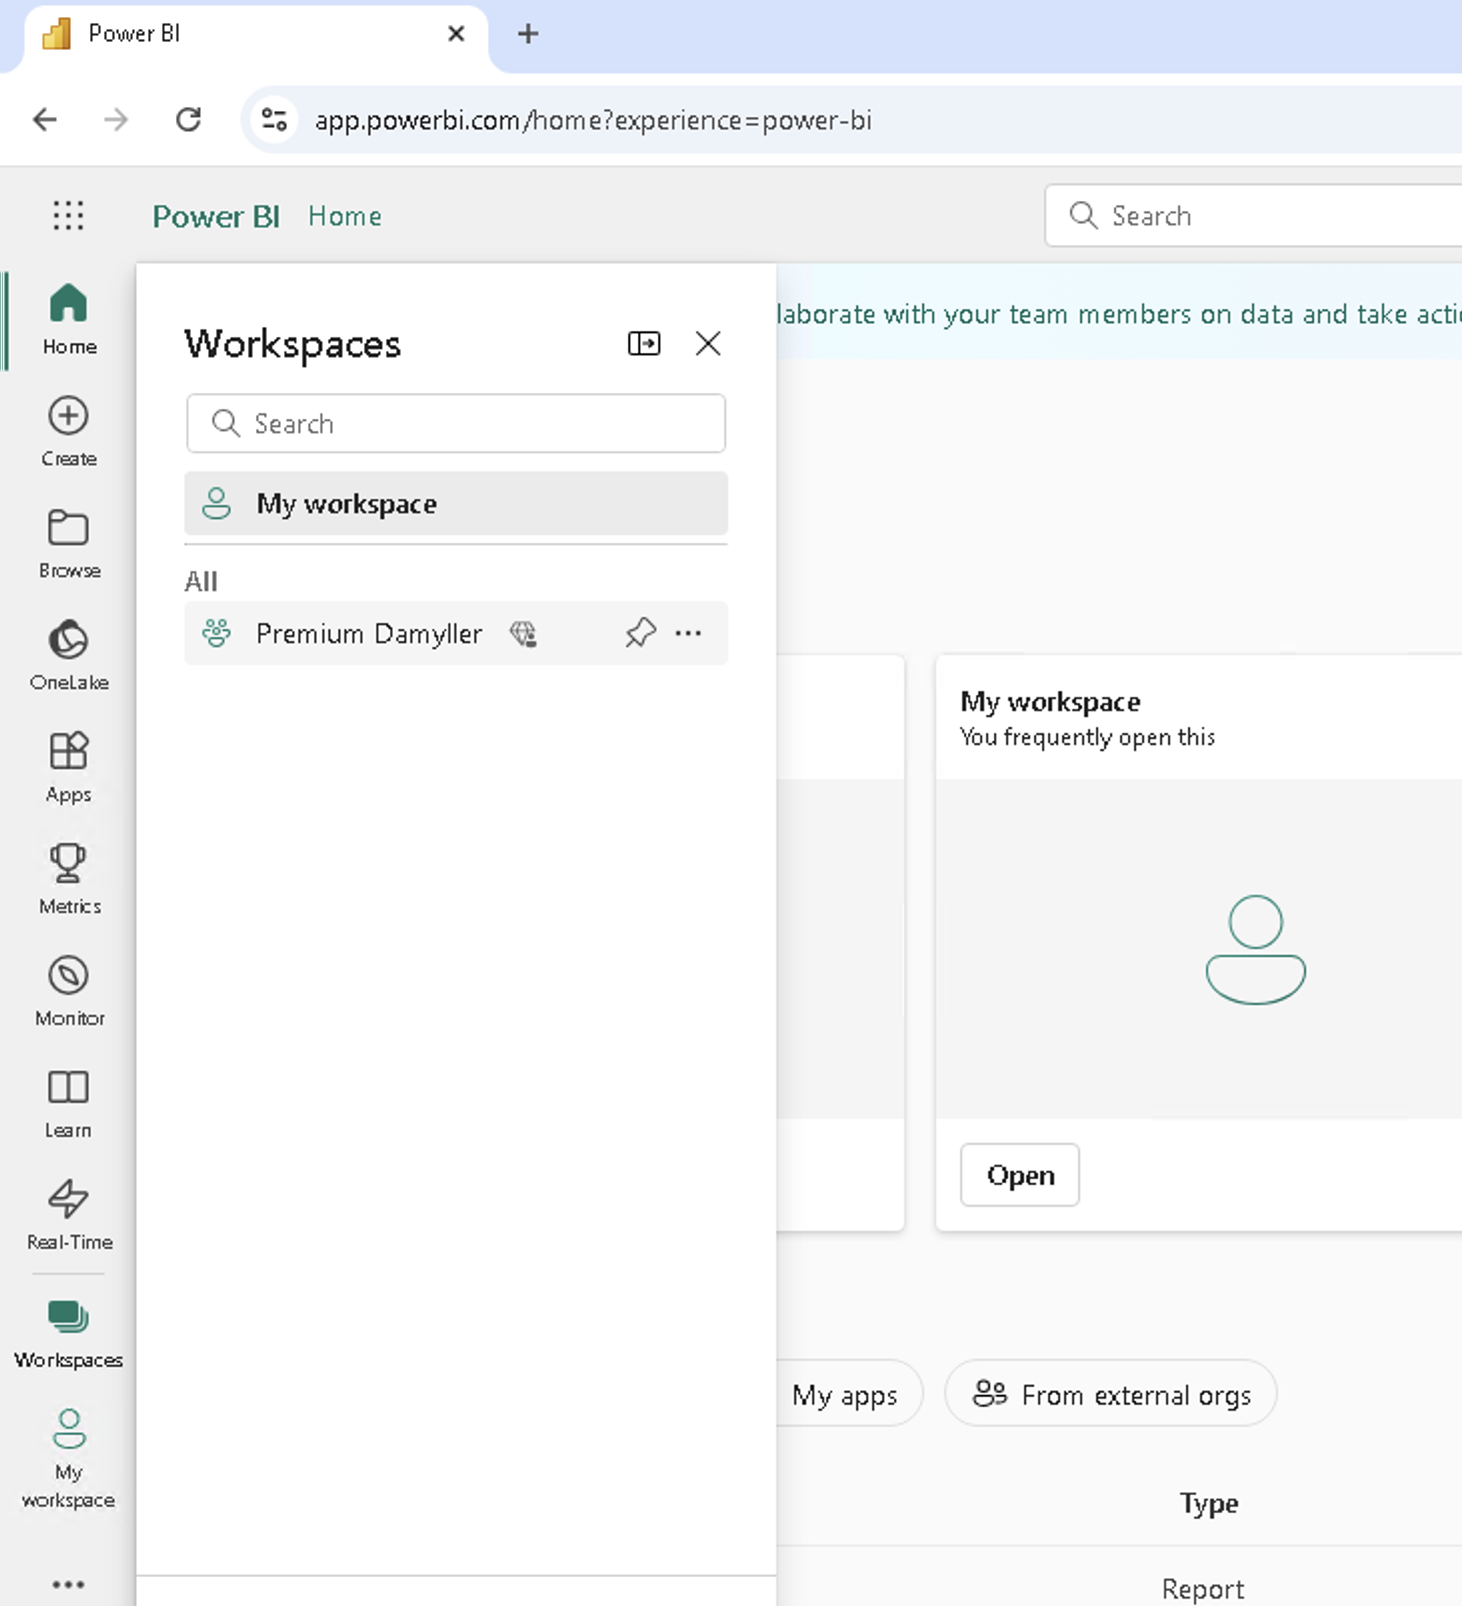 Power BI
app.powerbi.com/home?experience=power-bi
Power BI Home
Search
Home
Create
Browse
OneLake
Apps
Metrics
Monitor
Learn
Real-Time
Workspaces
My
workspace
Workspaces
Search
My workspace
All
Premium Damyller
laborate with your team members on data and take acti
My workspace
You frequently open this
Open
My apps
From external orgs
Type
Report